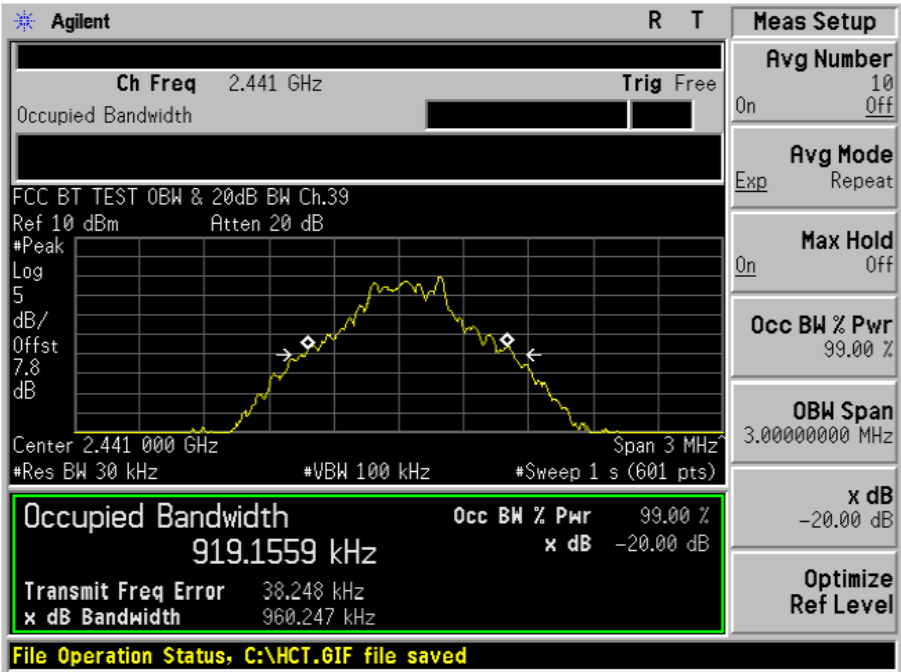 Agilent R T Meas Setup
Ch Freq 2.441 GHz Trig Free
Occupied Bandwidth
FCC BT TEST OBW & 20dB BW Ch.39
Ref 10 dBm Atten 20 dB
#Peak
Log
5
dB/
Offst
7.8
dB
Center 2.441 000 GHz Span 3 MHz^
#Res BW 30 kHz #VBW 100 kHz #Sweep 1 s (601 pts)
Occupied Bandwidth Occ BW % Pwr 99.00 %
919.1559 kHz x dB -20.00 dB
Transmit Freq Error 38.248 kHz
x dB Bandwidth 960.247 kHz
File Operation Status, C:\HCT.GIF file saved
Avg Number
10
On Off
Avg Mode
Exp Repeat
Max Hold
On Off
Occ BW % Pwr
99.00 %
OBW Span
3.00000000 MHz
x dB
-20.00 dB
Optimize
Ref Level